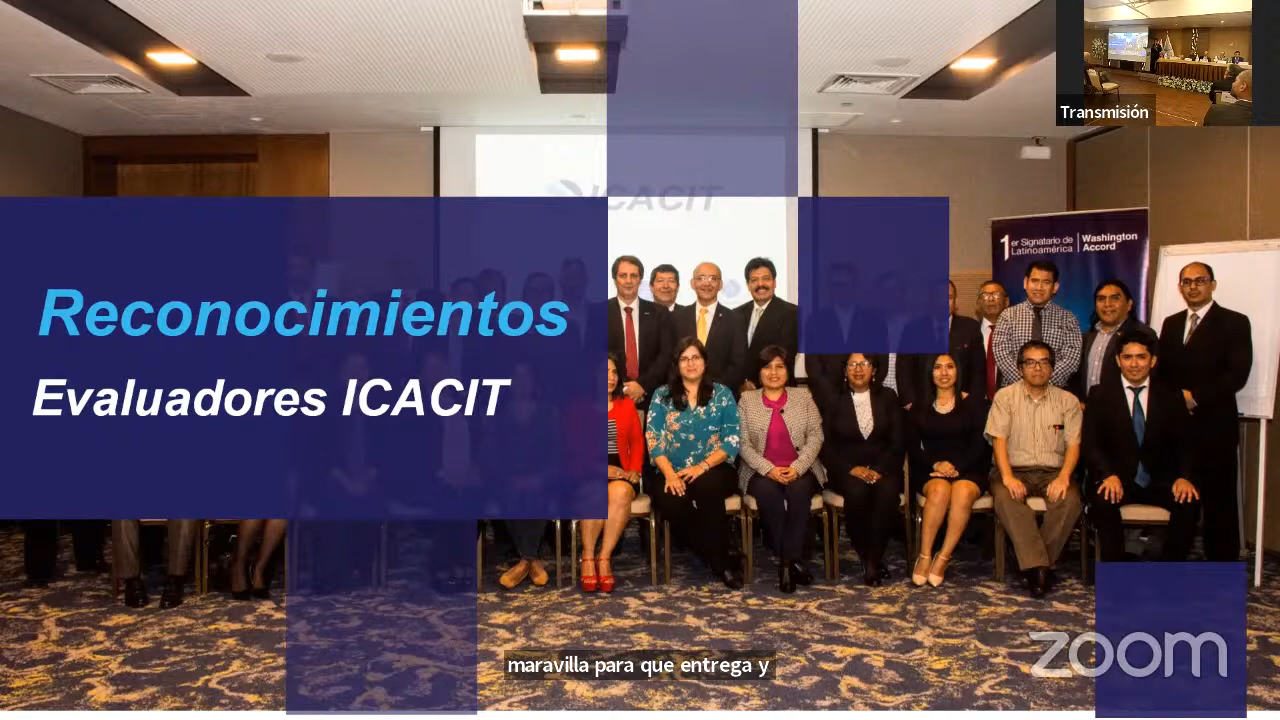 Transmisión
ICACIT
1er Signatario de
Latinoamérica
Washington
Accord
Reconocimientos
Evaluadores ICACIT
maravilla para que entrega y
zoom